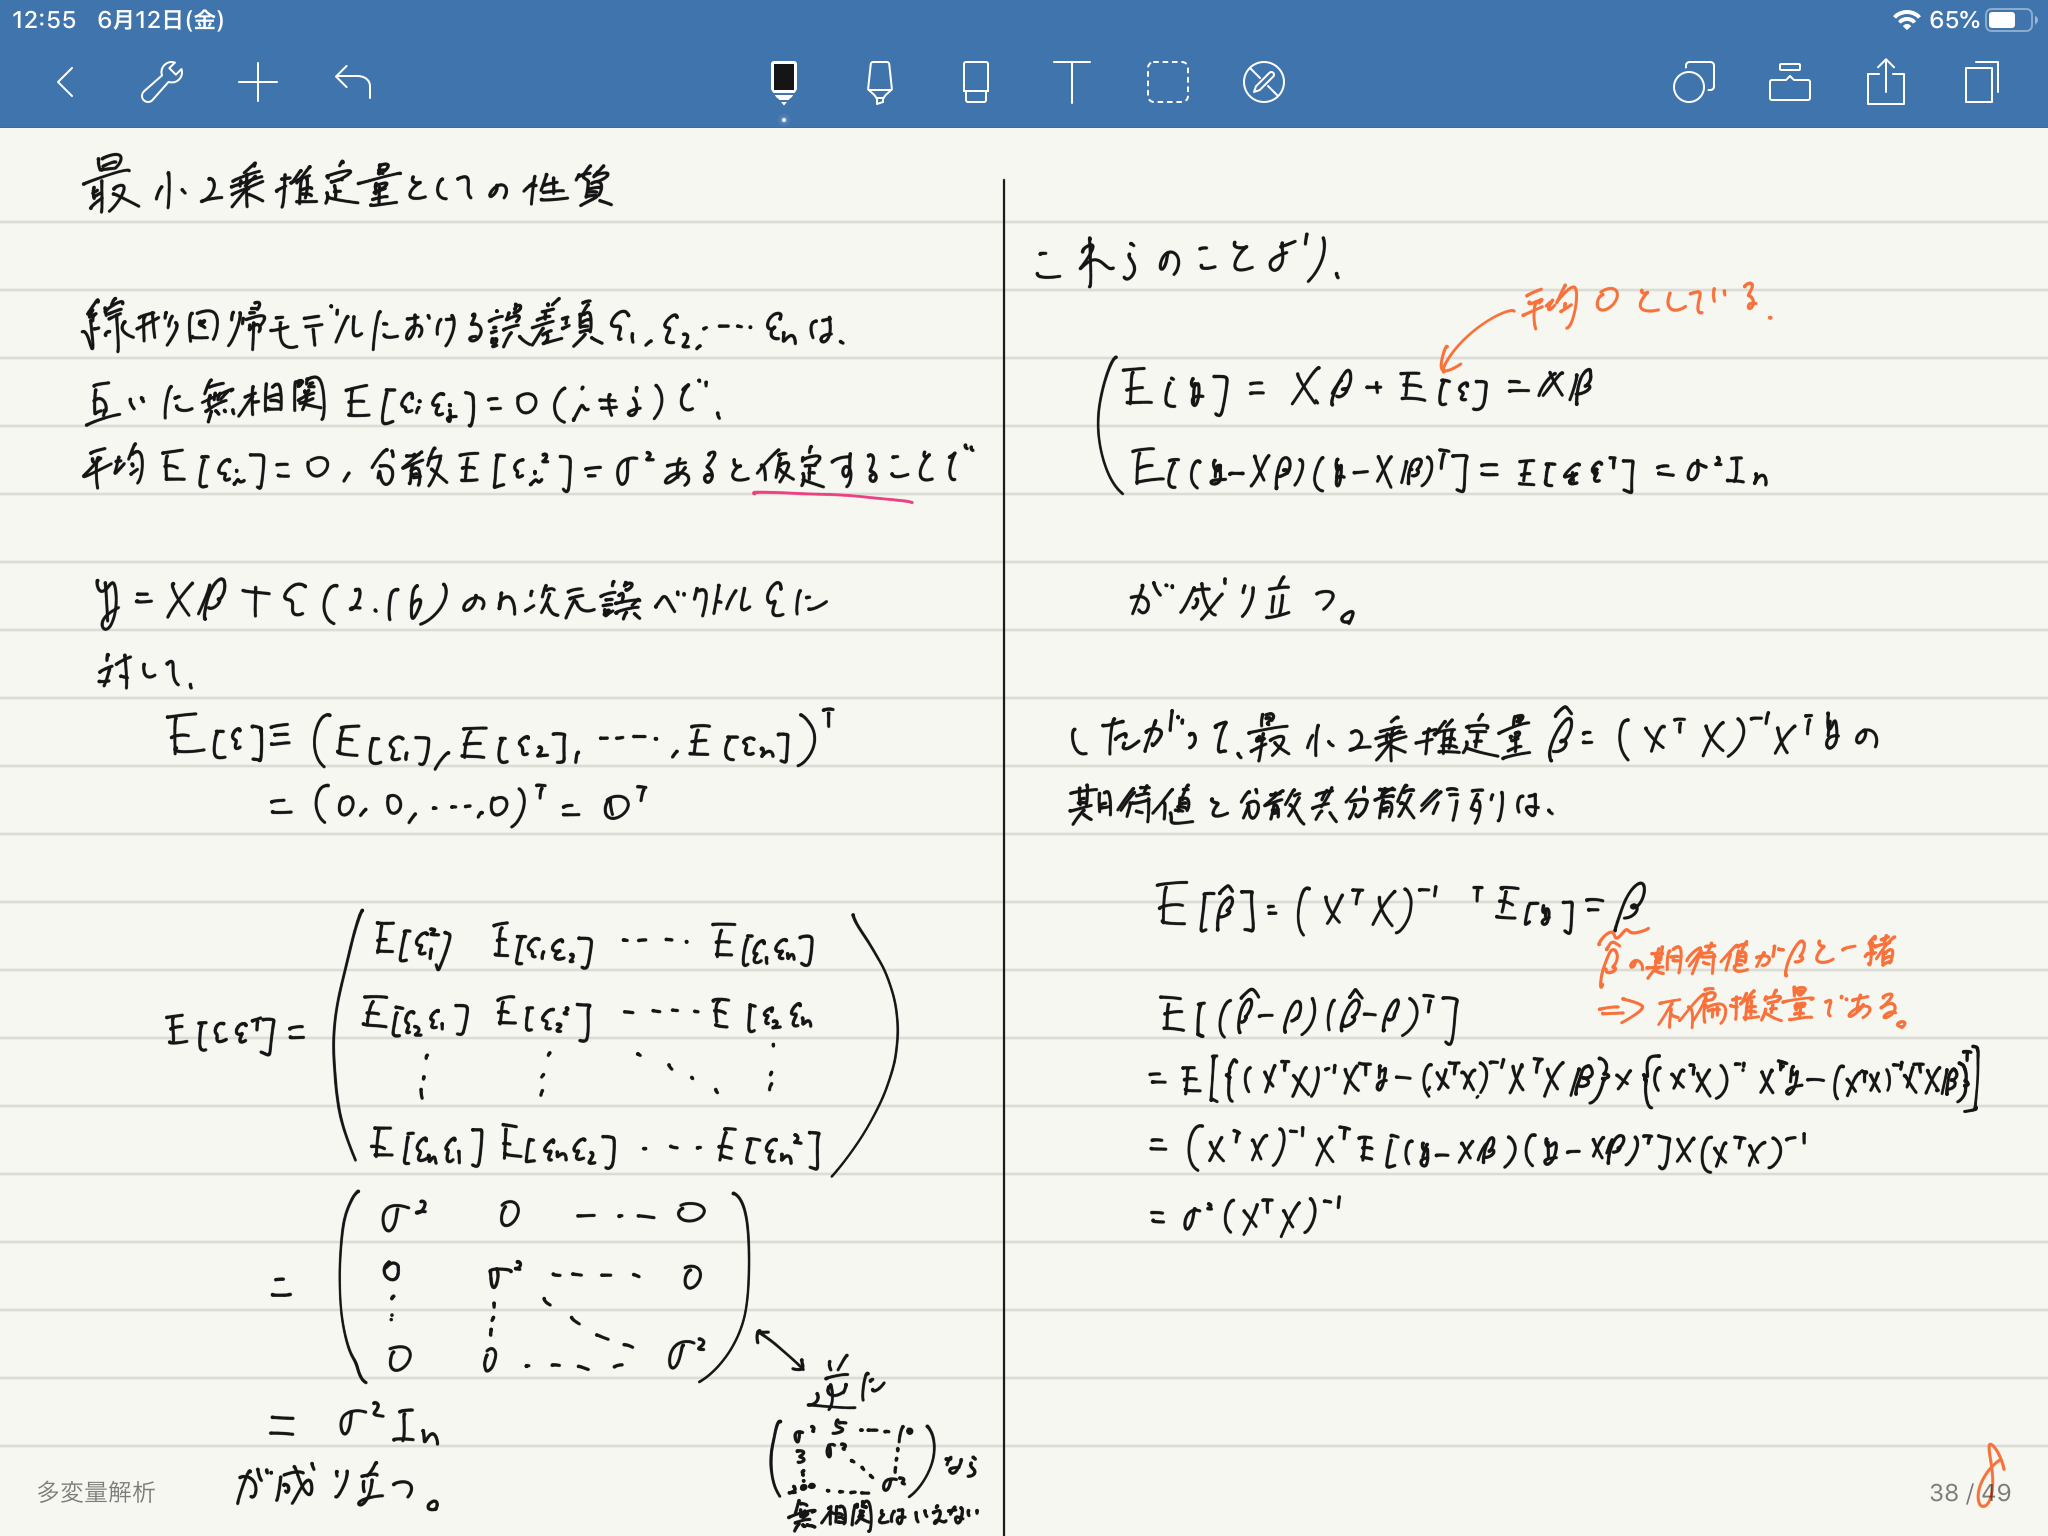 12:55 6月12日(金)
65%
最小2乗推定量としての性質
線形回帰モデルにおける誤差項 ε₁, ε₂, … εn は、
互いに無相関 E[εiεj] = 0 (i ≠ j) で、
平均 E[εi] = 0, 分散 E[εi²] = σ² あると仮定することで
y = Xβ + ε (2.16) の n次元誤ベクトル ε に
対して、
E[ε] ≡ (E[ε₁], E[ε₂], ‥‥, E[εn])ᵀ
= (0, 0, …, 0)ᵀ = 0ᵀ
E[ε₁²] E[ε₁ε₂] ‥‥ E[ε₁εn]
E[εεᵀ] = E[ε₂ε₁] E[ε₂²] ‥‥ E[ε₂εn
E[εnε₁] E[εnε₂] ‥‥ E[εn²]
σ² 0 ‥‥ 0
= 0 σ² ‥‥ 0
0 0 ‥‥ σ²
= σ²In
が成り立つ。
逆に
σ² 5 ‥‥ 10
3 σ²
‥‥ σ² なら
無相関とはいえない
これらのことより、
平均 0 としている.
E[y] = Xβ + E[ε] = Xβ
E[(y−Xβ)(y−Xβ)ᵀ] = E[εεᵀ] = σ²In
が成り立つ。
したがって、最小2乗推定量 β̂ = (XᵀX)⁻¹Xᵀy の
期待値と分散共分散行列は、
E[β̂] = (XᵀX)⁻¹ ᵀE[y] = β
β̂の期待値がβと一緒
=> 不偏推定量である。
E[(β̂−β)(β̂−β)ᵀ]
= E[{(XᵀX)⁻¹Xᵀy − (XᵀX)⁻¹XᵀXβ}×{(XᵀX)⁻¹Xᵀy − (XᵀX)⁻¹XᵀXβ}ᵀ]
= (XᵀX)⁻¹XᵀE[(y−Xβ)(y−Xβ)ᵀ]X(XᵀX)⁻¹
= σ²(XᵀX)⁻¹
多変量解析
38 / 49